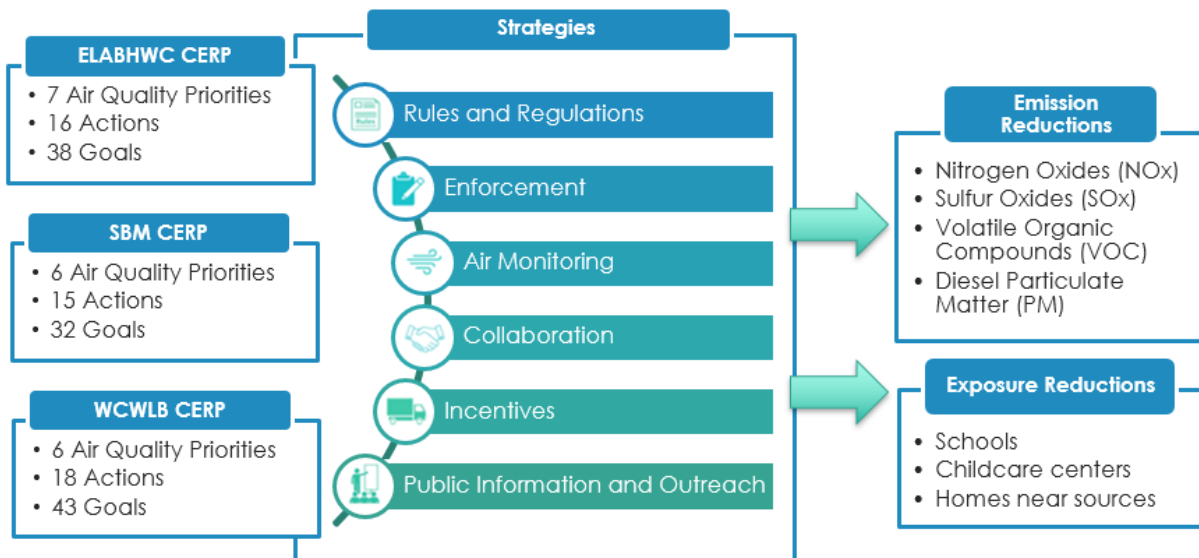 ELABHWC CERP
• 7 Air Quality Priorities
• 16 Actions
• 38 Goals
SBM CERP
• 6 Air Quality Priorities
• 15 Actions
• 32 Goals
WCWLB CERP
• 6 Air Quality Priorities
• 18 Actions
• 43 Goals
Strategies
Rules
Rules and Regulations
Enforcement
Air Monitoring
Collaboration
Incentives
Public Information and Outreach
Emission
Reductions
• Nitrogen Oxides (NOx)
• Sulfur Oxides (SOx)
• Volatile Organic
Compounds (VOC)
• Diesel Particulate
Matter (PM)
Exposure Reductions
• Schools
• Childcare centers
• Homes near sources